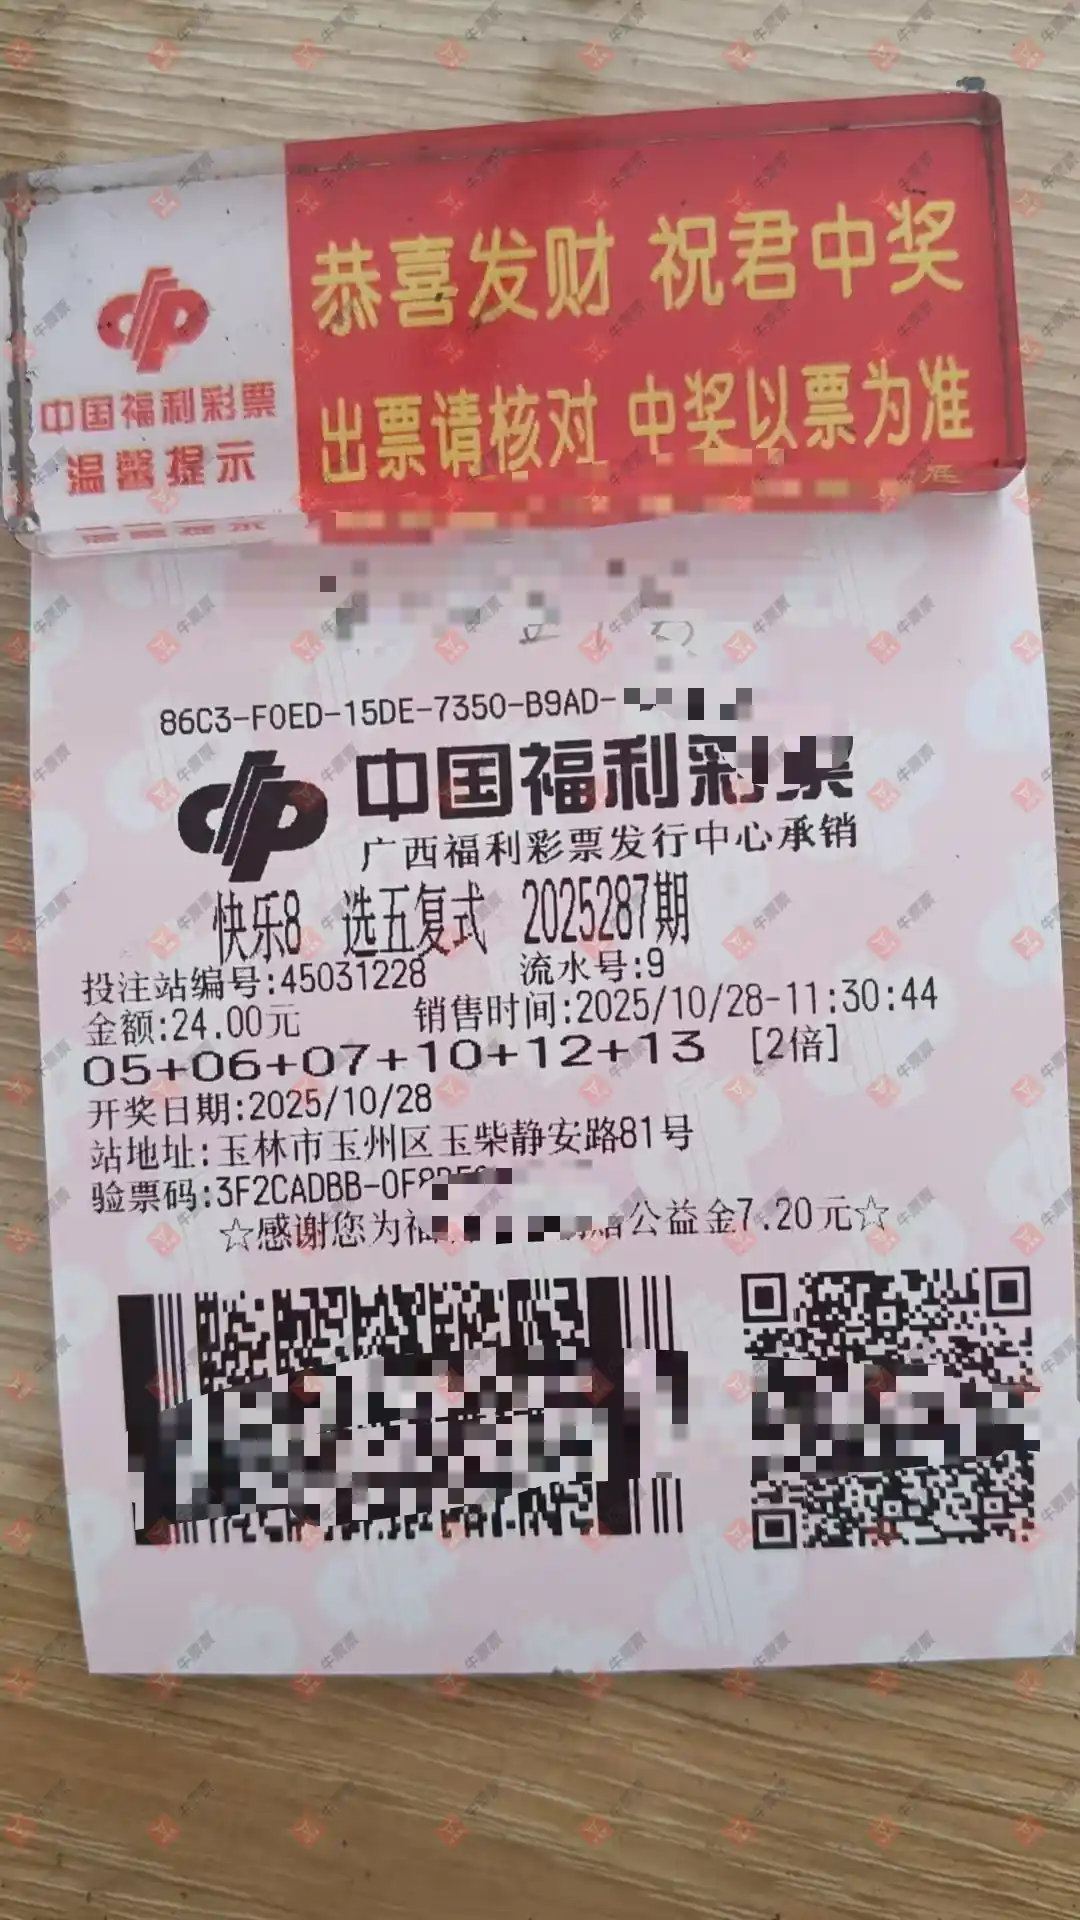 恭喜发财 祝君中奖
中国福利彩票
温馨提示
出票请核对 中奖以票为准
86C3-F0ED-15DE-7350-B9AD-
中国福利彩票
广西福利彩票发行中心承销
快乐8 选五复式 2025287期
投注站编号:45031228 流水号:9
金额:24.00元 销售时间:2025/10/28-11:30:44
05+06+07+10+12+13 [2倍]
开奖日期:2025/10/28
站地址:玉林市玉州区玉柴静安路81号
验票码:3F2CADBB-0F8
☆感谢您为福 公益金7.20元☆
牛票票